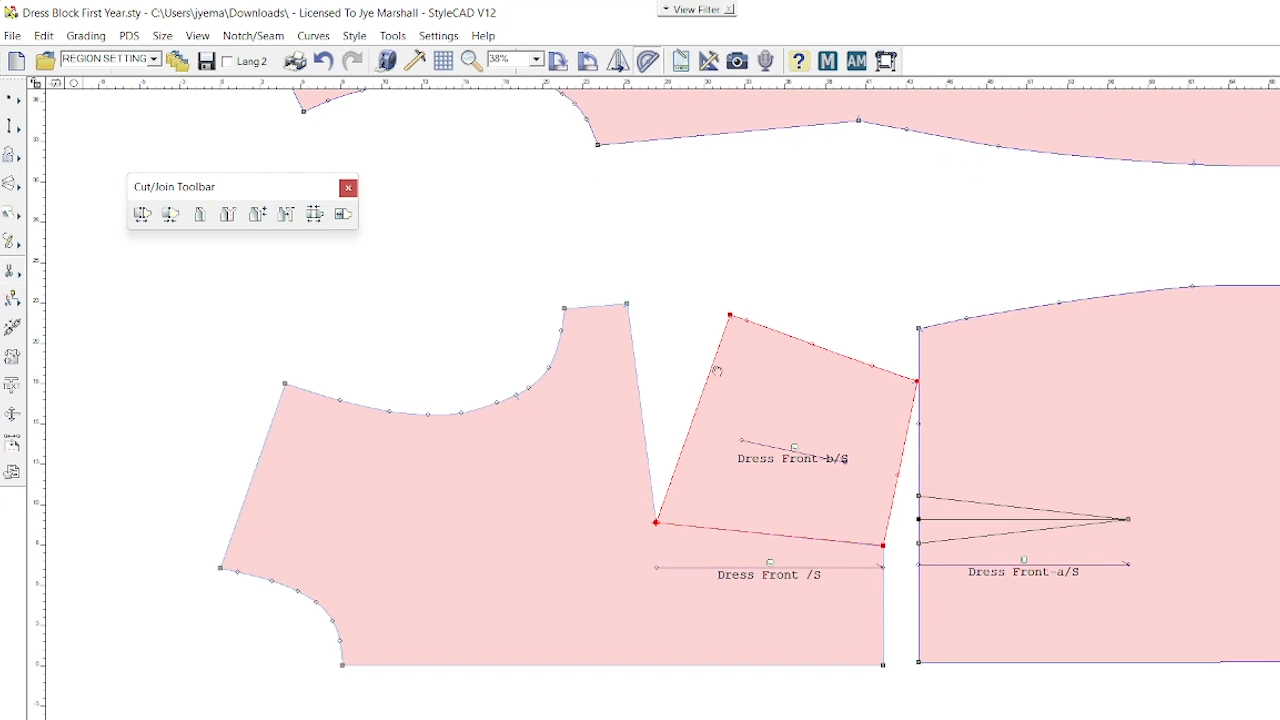 Dress Block First Year.sty - C:\Users\jyema\Downloads\ - Licensed To Jye Marshall - StyleCAD V12
View Filter
File Edit Grading PDS Size View Notch/Seam Curves Style Tools Settings Help
REGION SETTING Lang 2 38% ? M AM
Cut/Join Toolbar
TEXT
Dress Front-b/S
Dress Front /S
Dress Front-a/S